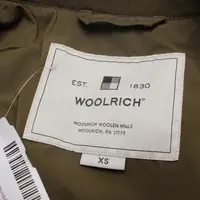 EST. 1830
WOOLRICH®
WOOLRICH WOOLEN MILLS
WOOLRICH, PA 17779
XS